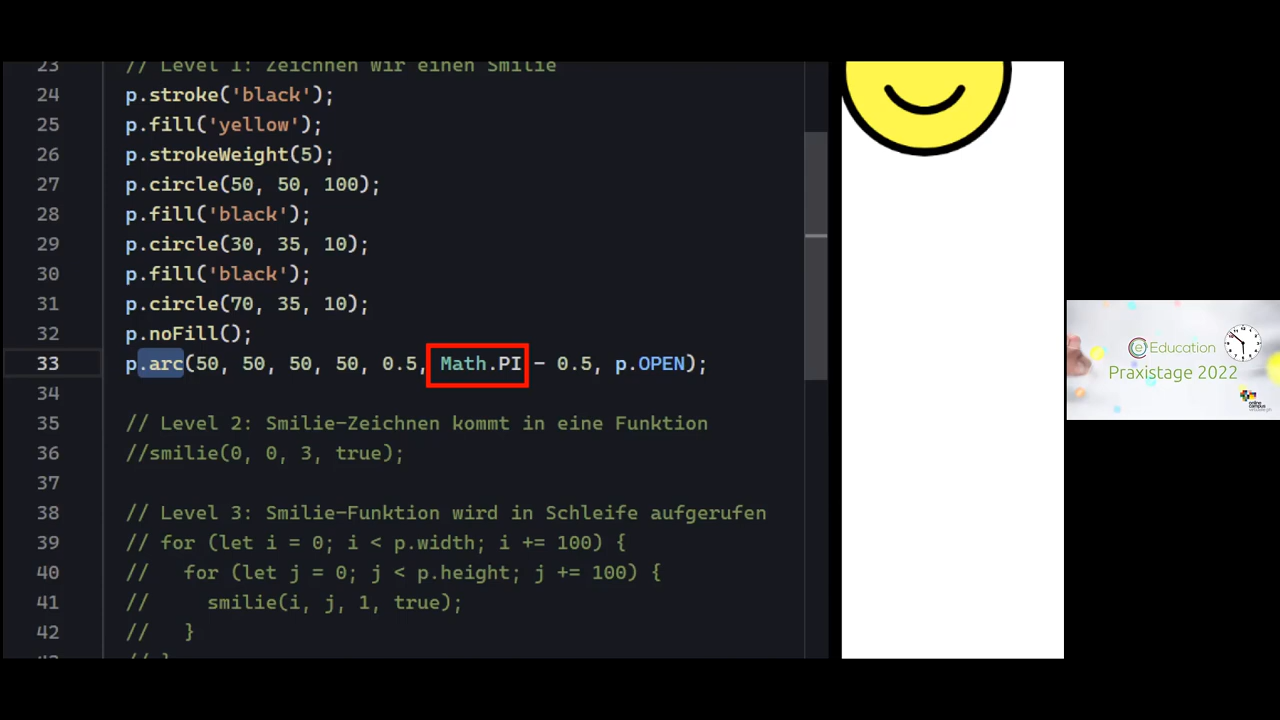 23 // Level 1: Zeichnen wir einen Smilie
24 p.stroke('black');
25 p.fill('yellow');
26 p.strokeWeight(5);
27 p.circle(50, 50, 100);
28 p.fill('black');
29 p.circle(30, 35, 10);
30 p.fill('black');
31 p.circle(70, 35, 10);
32 p.noFill();
33 p.arc(50, 50, 50, 50, 0.5, Math.PI - 0.5, p.OPEN);
34
35 // Level 2: Smilie-Zeichnen kommt in eine Funktion
36 //smilie(0, 0, 3, true);
37
38 // Level 3: Smilie-Funktion wird in Schleife aufgerufen
39 // for (let i = 0; i < p.width; i += 100) {
40 //   for (let j = 0; j < p.height; j += 100) {
41 //     smilie(i, j, 1, true);
42 //   }
// }
eEducation
Praxistage 2022